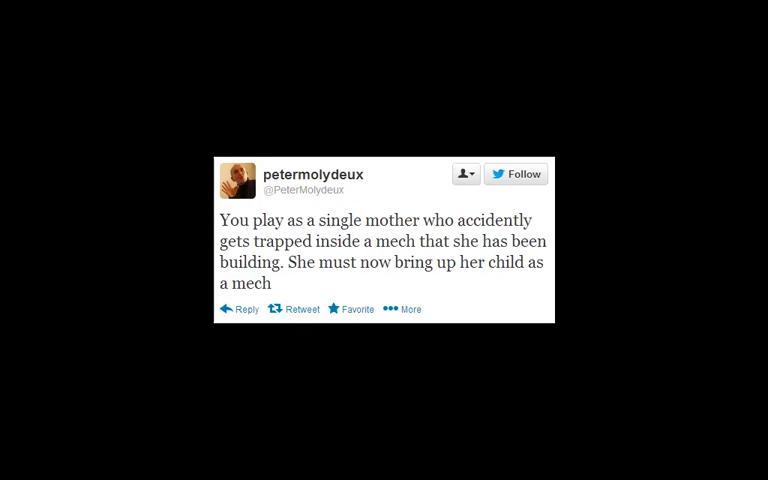 petermolydeux
@PeterMolydeux
Follow
You play as a single mother who accidently
gets trapped inside a mech that she has been
building. She must now bring up her child as
a mech
Reply Retweet Favorite More